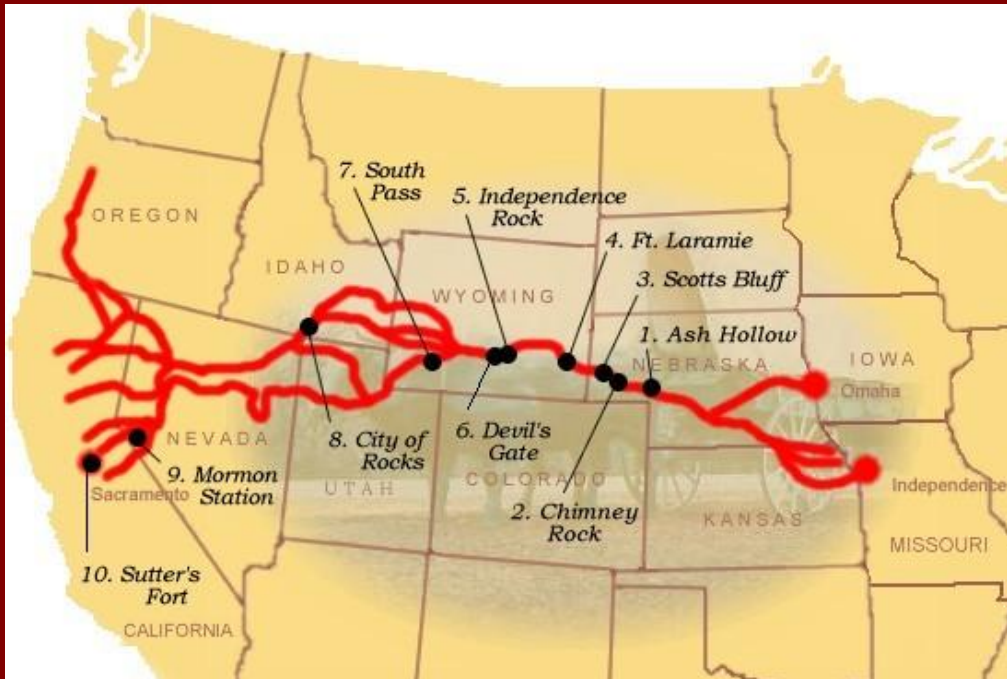 OREGON
IDAHO
WYOMING
7. South
Pass
5. Independence
Rock
4. Ft. Laramie
3. Scotts Bluff
1. Ash Hollow
NEBRASKA
IOWA
Omaha
NEVADA
8. City of
Rocks
6. Devil's
Gate
9. Mormon
Station
Sacramento
UTAH
COLORADO
2. Chimney
Rock
KANSAS
Independence
MISSOURI
10. Sutter's
Fort
CALIFORNIA